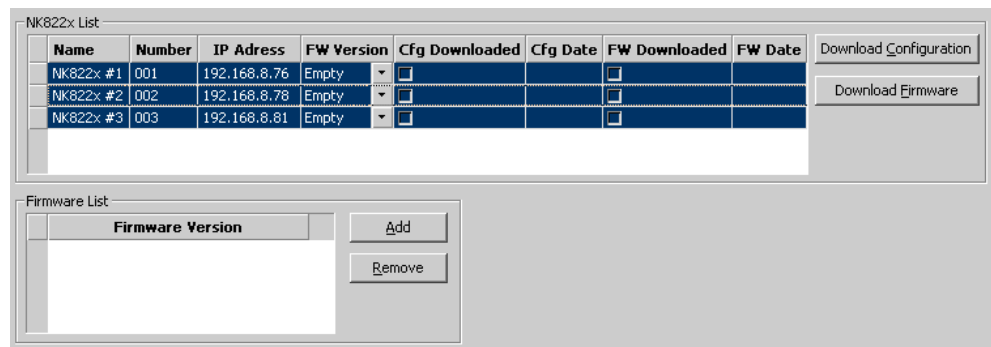 NK822x List
Name Number IP Adress FW Version Cfg Downloaded Cfg Date FW Downloaded FW Date
NK822x #1 001 192.168.8.76 Empty
NK822x #2 002 192.168.8.78 Empty
NK822x #3 003 192.168.8.81 Empty
Download Configuration
Download Firmware
Firmware List
Firmware Version
Add
Remove